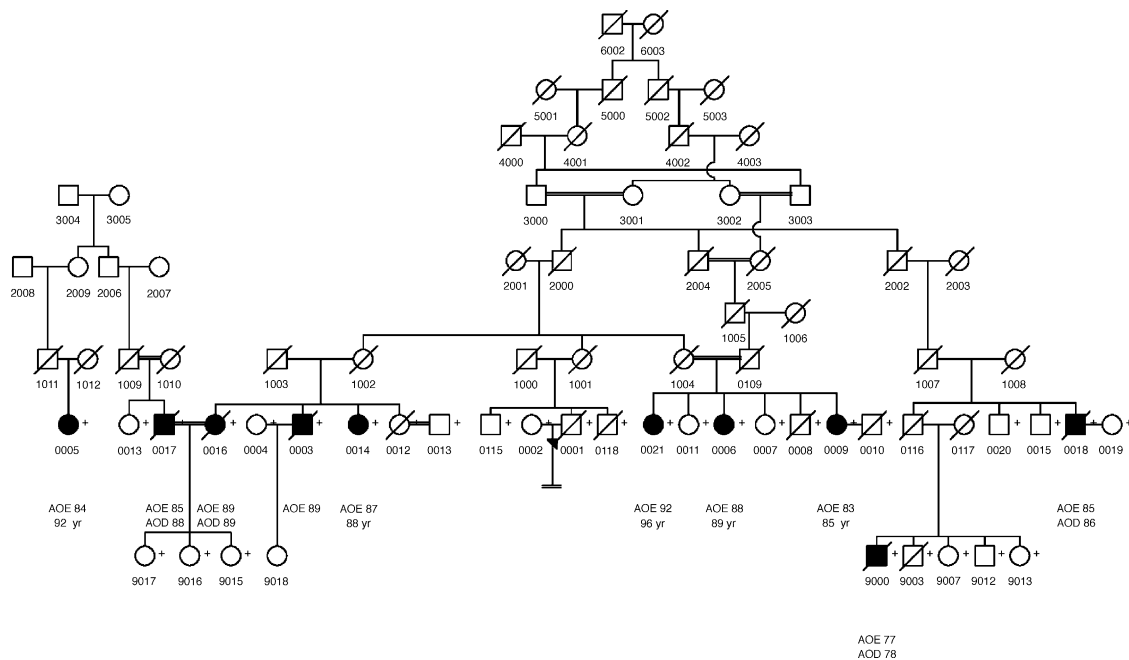 6002 6003
5001 5000 5002 5003
4000 4001 4002 4003
3004 3005 3000 3001 3002 3003
2008 2009 2006 2007 2001 2000 2004 2005 2002 2003
1005 1006
1011 1012 1009 1010 1003 1002 1000 1001 1004 0109 1007 1008
+ + + + + + + + + + + + + + + + + + + + + + + + + +
0005 0013 0017 0016 0004 0003 0014 0012 0013 0115 0002 0001 0118 0021 0011 0006 0007 0008 0009 0010 0116 0117 0020 0015 0018 0019
AOE 84 AOE 85 AOE 89 AOE 89 AOE 87 AOE 92 AOE 88 AOE 83 AOE 85
92 yr AOD 88 AOD 89 88 yr 96 yr 89 yr 85 yr AOD 86
+ + + + + + + +
9017 9016 9015 9018 9000 9003 9007 9012 9013
AOE 77
AOD 78